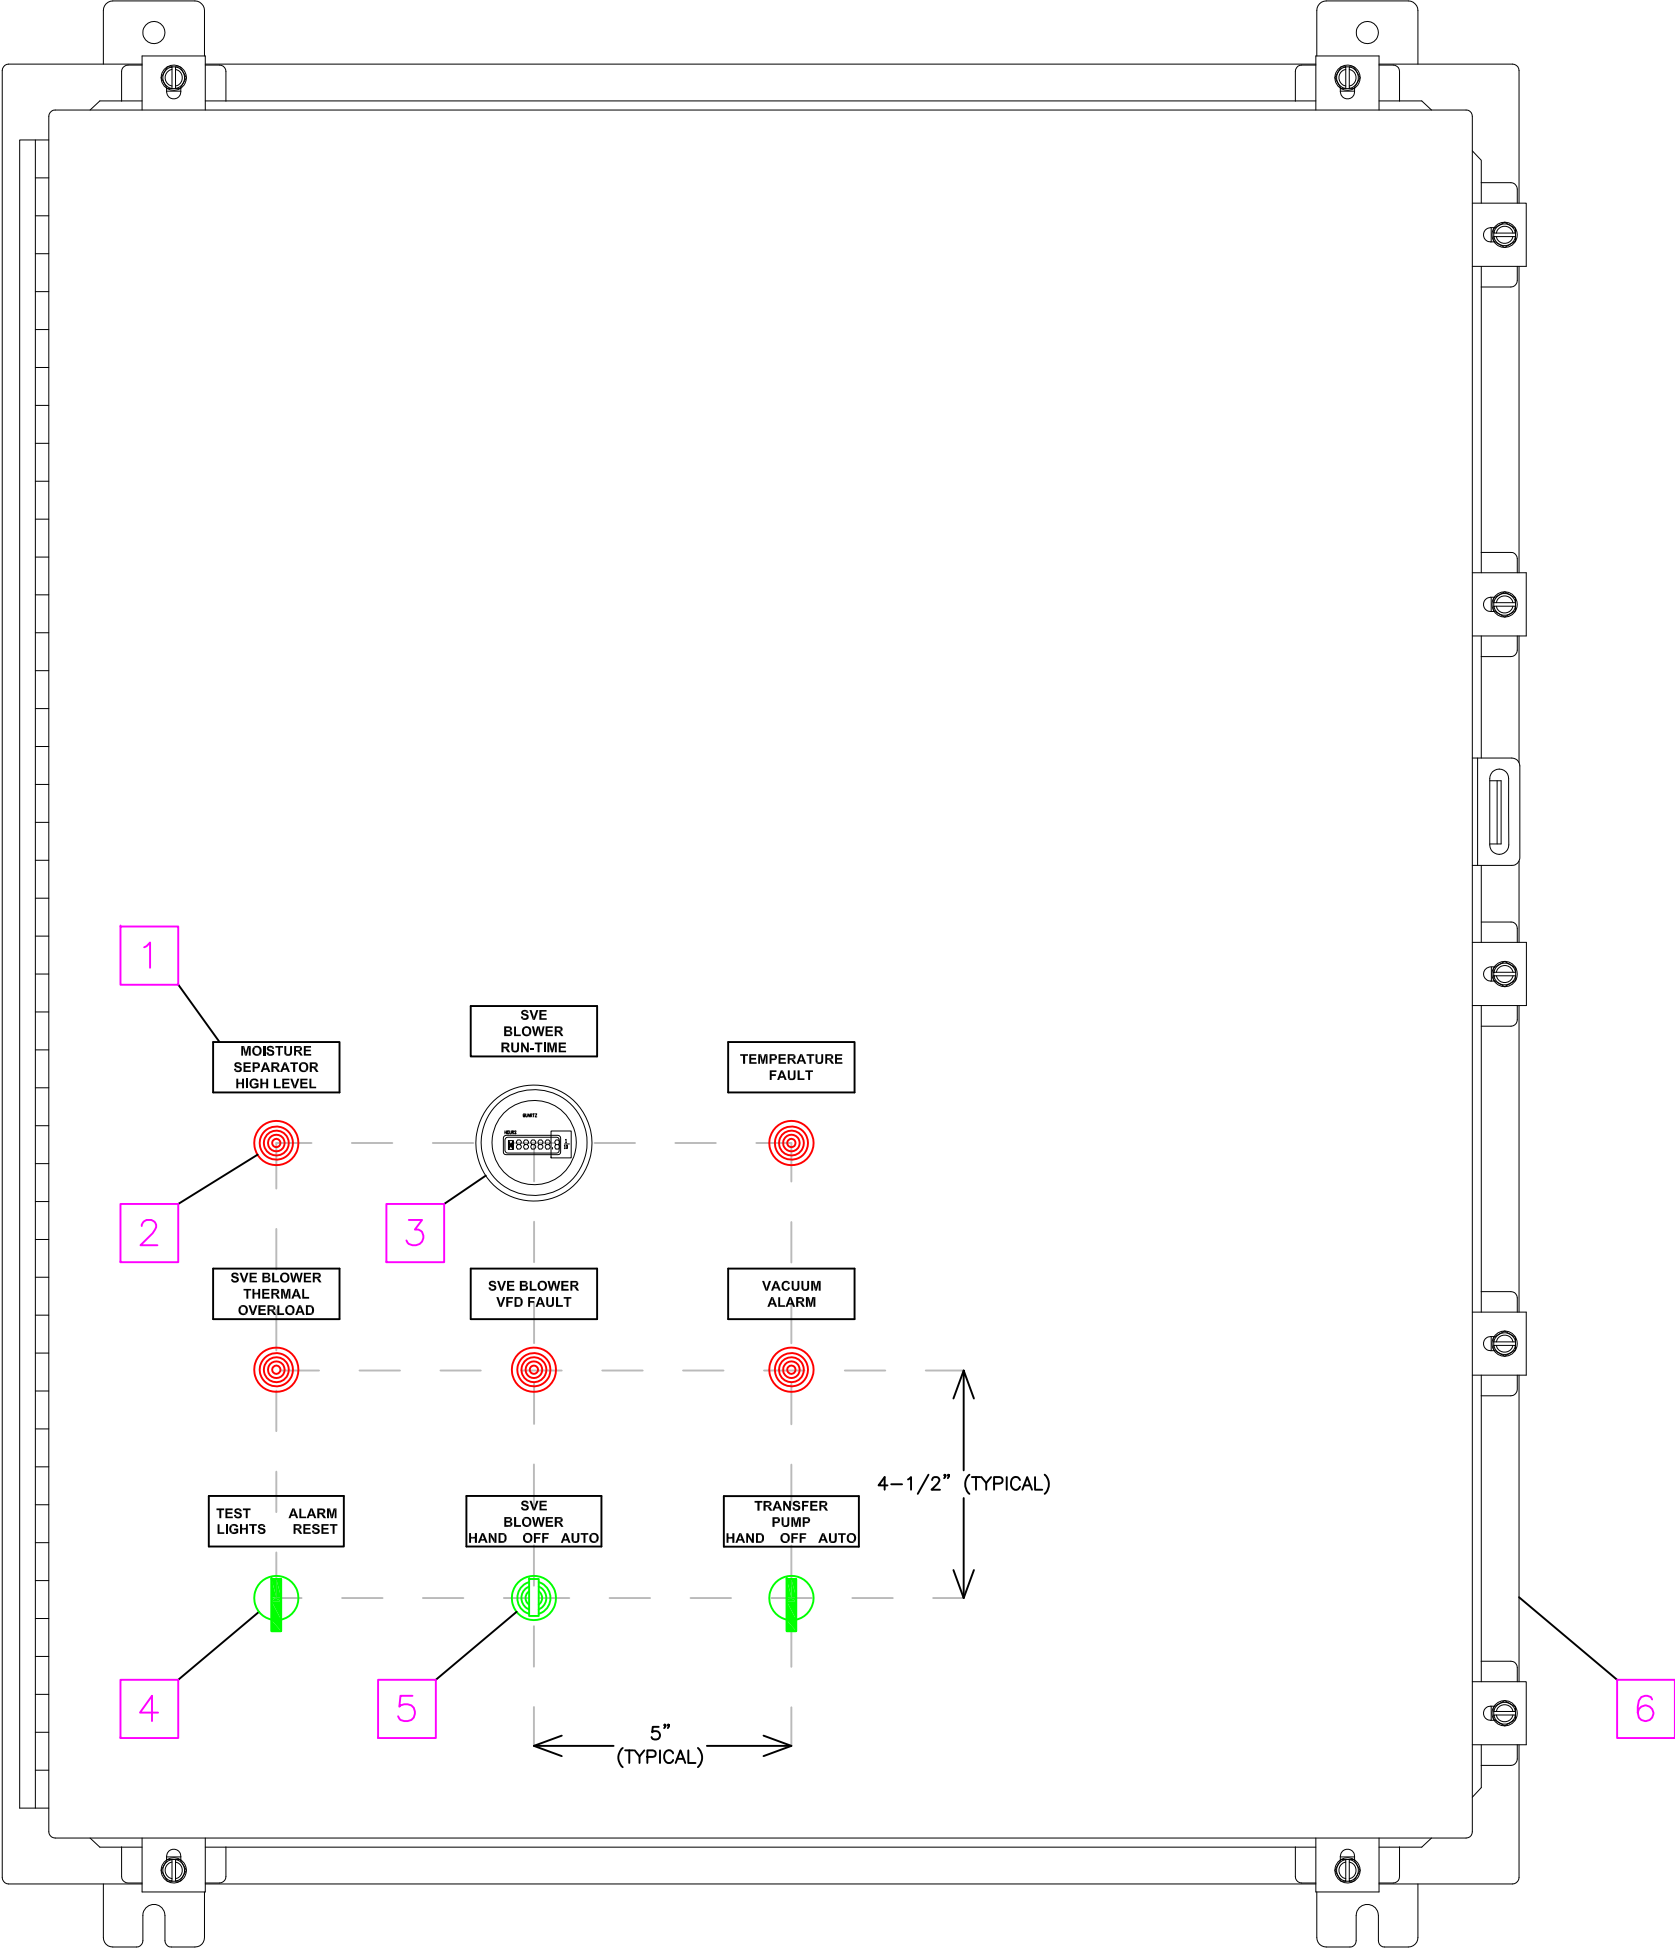 1
SVE
BLOWER
RUN-TIME
MOISTURE
SEPARATOR
HIGH LEVEL
TEMPERATURE
FAULT
QUARTZ
2
3
SVE BLOWER
THERMAL
OVERLOAD
SVE BLOWER
VFD FAULT
VACUUM
ALARM
4-1/2" (TYPICAL)
TEST ALARM
LIGHTS RESET
SVE
BLOWER
HAND OFF AUTO
TRANSFER
PUMP
HAND OFF AUTO
4
5
6
5"
(TYPICAL)